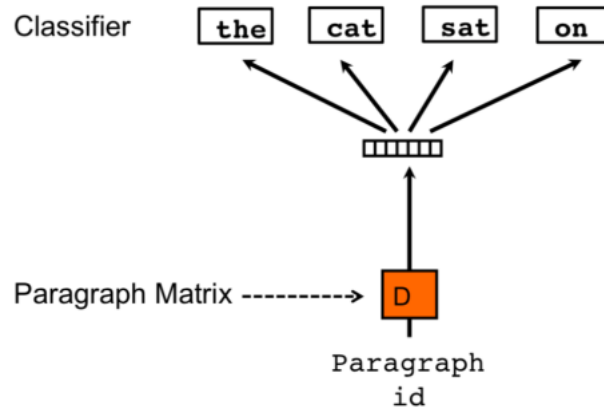 Classifier the cat sat on
Paragraph Matrix D
Paragraph
id